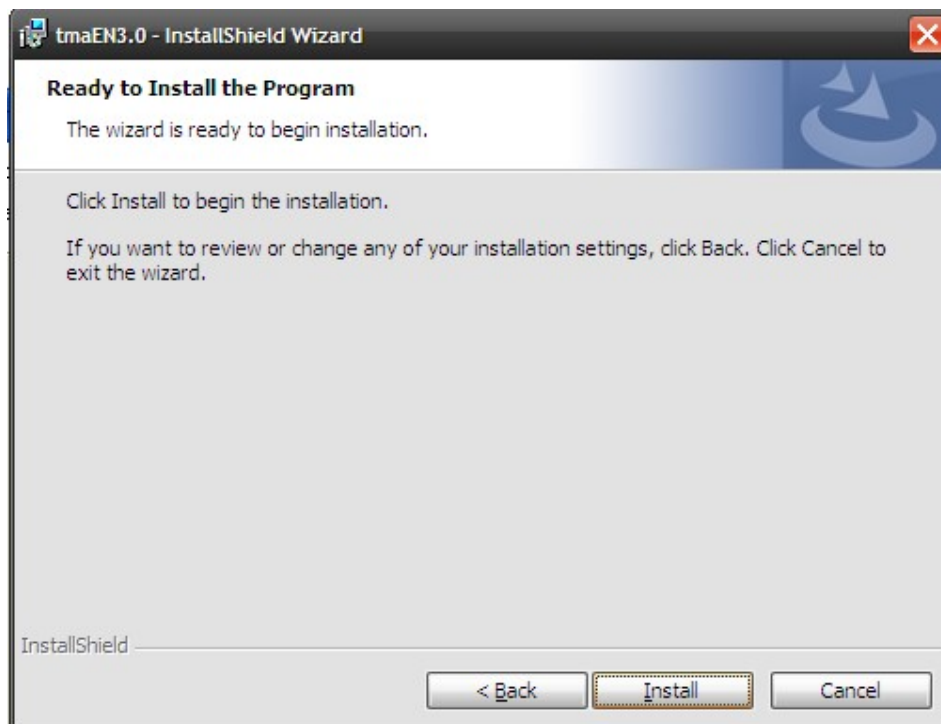 tmaEN3.0 - InstallShield Wizard
Ready to Install the Program
The wizard is ready to begin installation.
Click Install to begin the installation.
If you want to review or change any of your installation settings, click Back. Click Cancel to
exit the wizard.
InstallShield
< Back
Install
Cancel